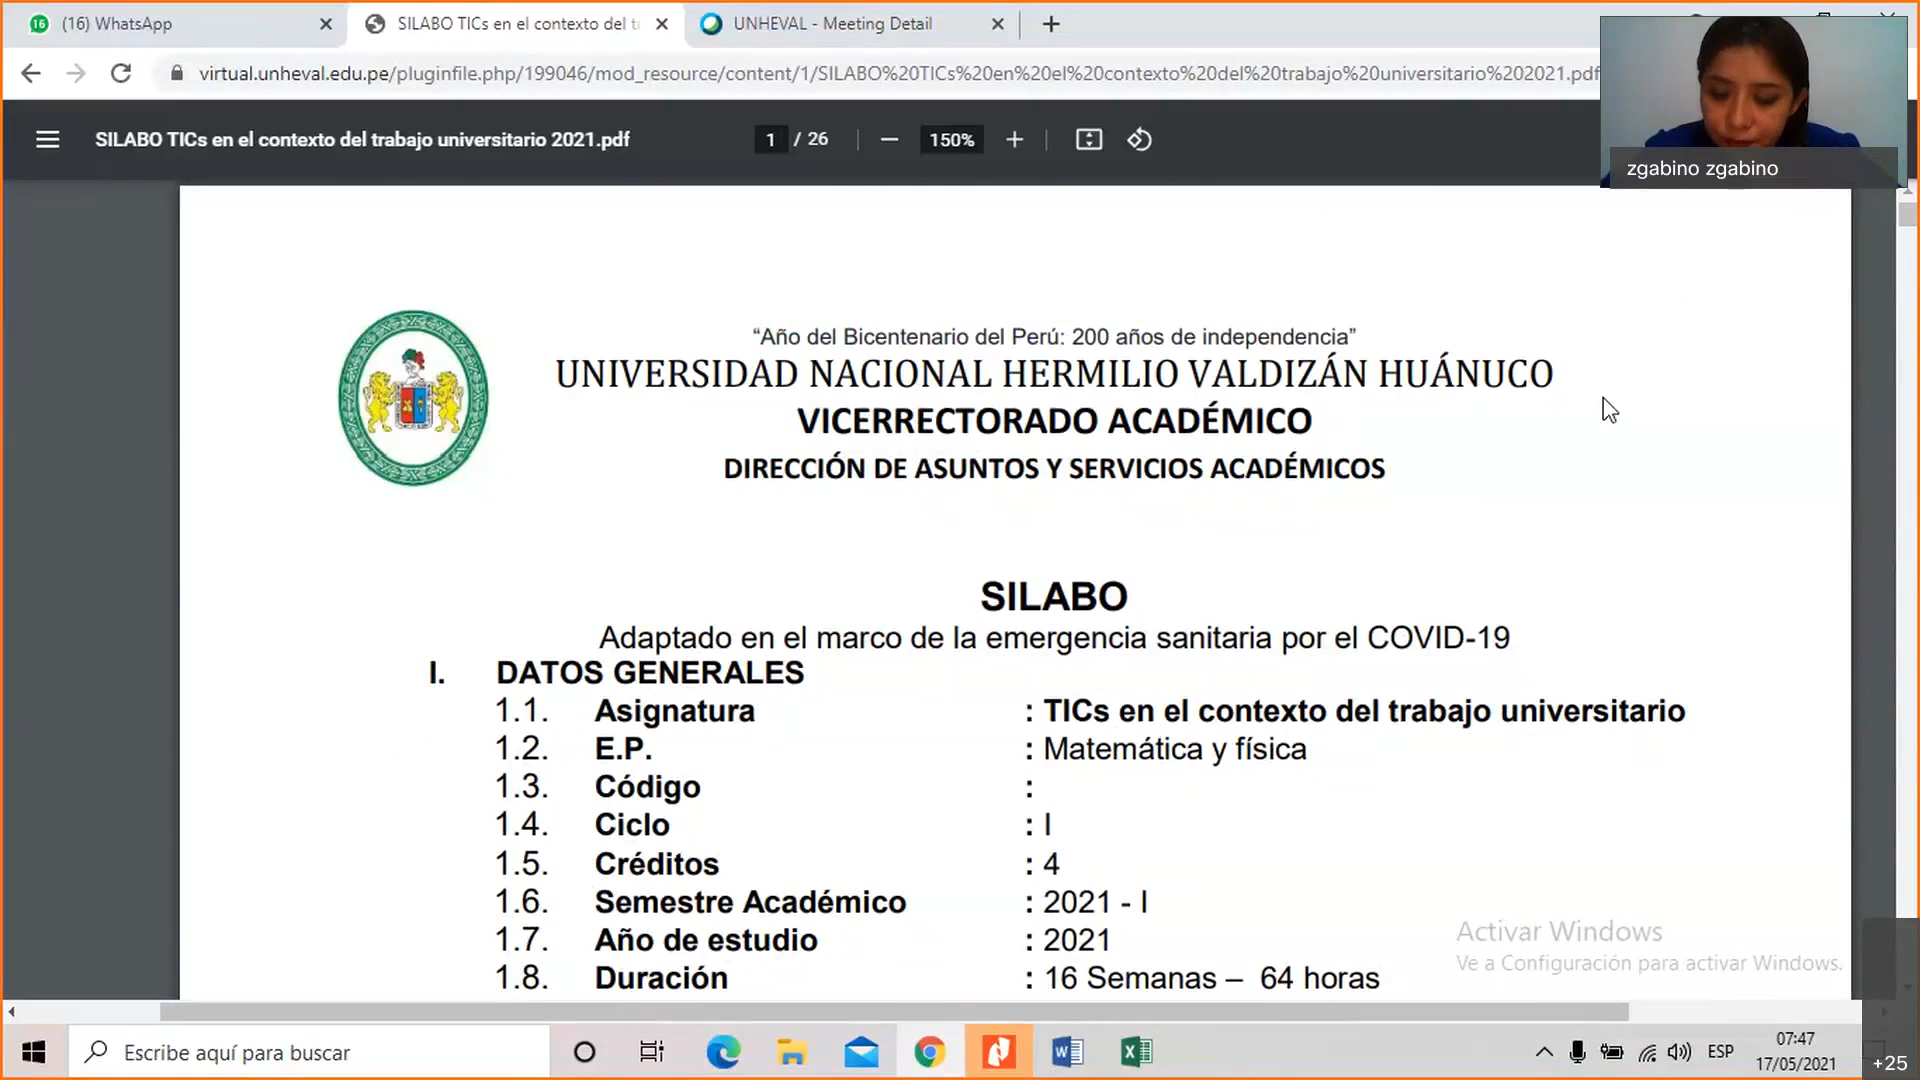 (16) WhatsApp
SILABO TICs en el contexto del t
UNHEVAL - Meeting Detail
virtual.unheval.edu.pe/pluginfile.php/199046/mod_resource/content/1/SILABO%20TICs%20en%20el%20contexto%20del%20trabajo%20universitario%202021.pdf
SILABO TICs en el contexto del trabajo universitario 2021.pdf
1 / 26
150%
zgabino zgabino
“Año del Bicentenario del Perú: 200 años de independencia”
UNIVERSIDAD NACIONAL HERMILIO VALDIZÁN HUÁNUCO
VICERRECTORADO ACADÉMICO
DIRECCIÓN DE ASUNTOS Y SERVICIOS ACADÉMICOS
SILABO
Adaptado en el marco de la emergencia sanitaria por el COVID-19
I. DATOS GENERALES
1.1. Asignatura : TICs en el contexto del trabajo universitario
1.2. E.P. : Matemática y física
1.3. Código :
1.4. Ciclo : I
1.5. Créditos : 4
1.6. Semestre Académico : 2021 - I
1.7. Año de estudio : 2021
1.8. Duración : 16 Semanas – 64 horas
Activar Windows
Ve a Configuración para activar Windows.
Escribe aquí para buscar
ESP
07:47
17/05/2021
+25